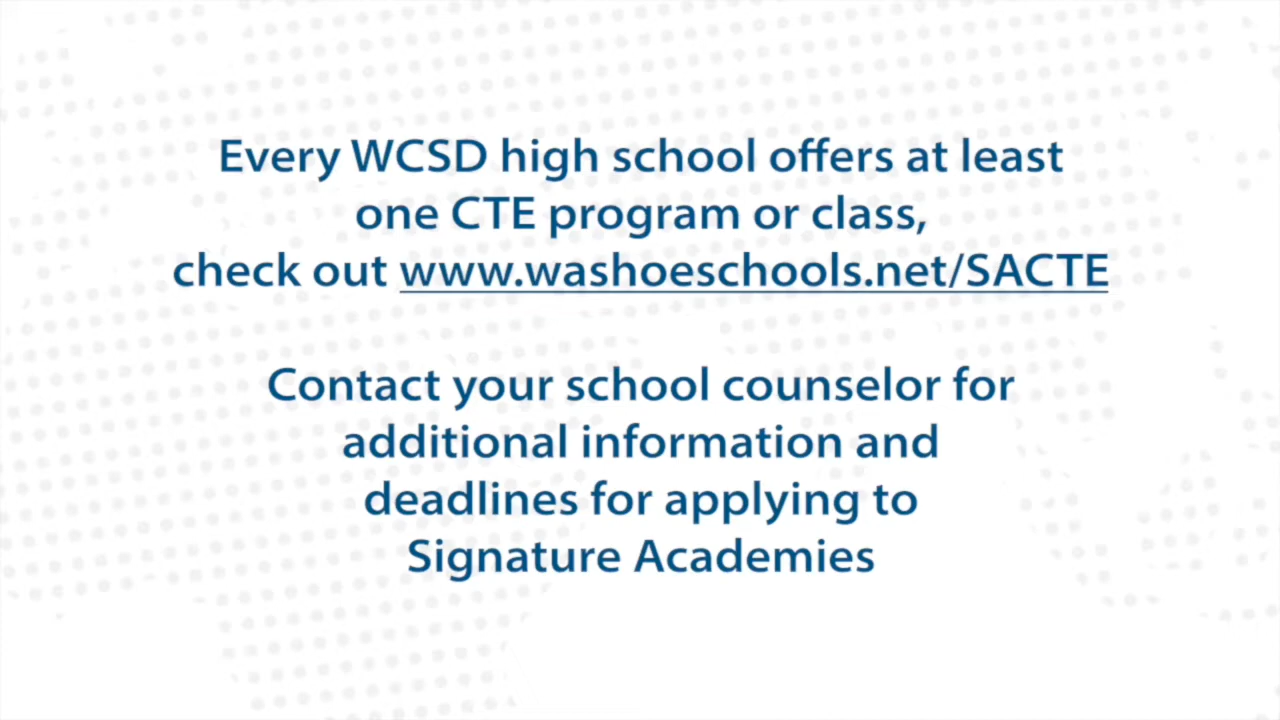 Every WCSD high school offers at least
one CTE program or class,
check out www.washoeschools.net/SACTE
Contact your school counselor for
additional information and
deadlines for applying to
Signature Academies